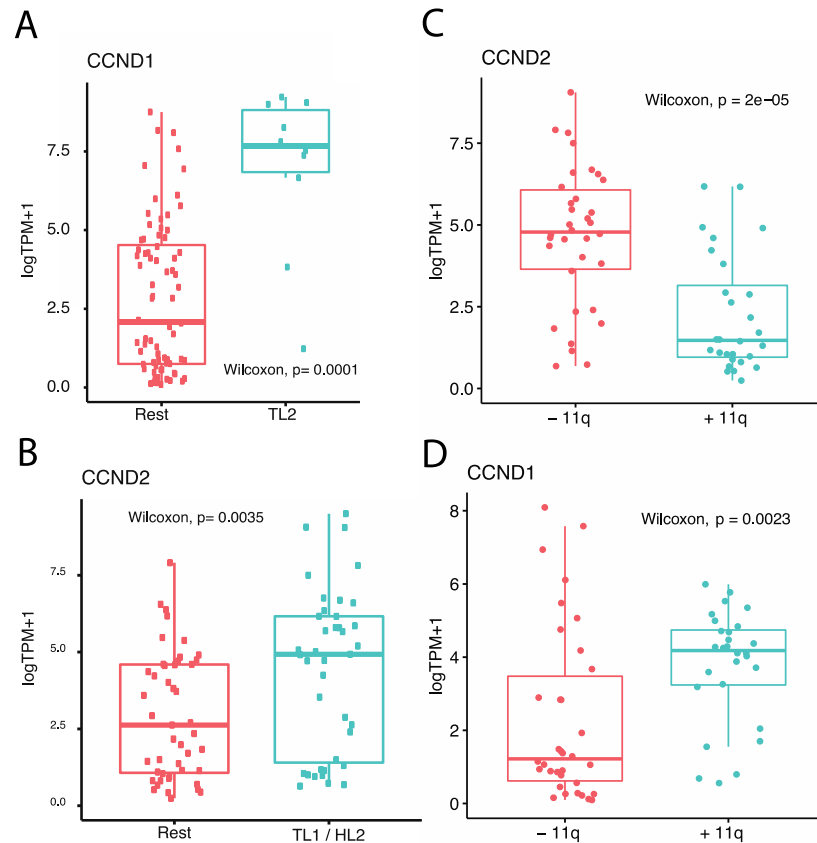 A
CCND1
logTPM+1
7.5
5.0
2.5
0.0
Wilcoxon, p= 0.0001
Rest
TL2
B
CCND2
Wilcoxon, p= 0.0035
logTPM+1
7.5
5.0
2.5
0.0
Rest
TL1 / HL2
C
CCND2
Wilcoxon, p = 2e−05
logTPM+1
7.5
5.0
2.5
0.0
− 11q
+ 11q
D
CCND1
Wilcoxon, p = 0.0023
logTPM+1
8
6
4
2
0
− 11q
+ 11q